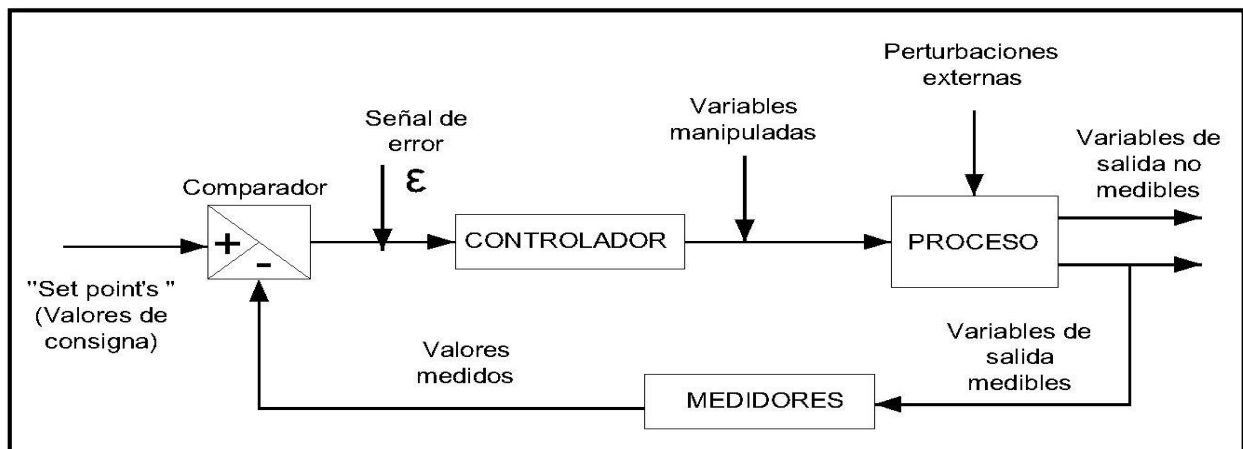 Perturbaciones
externas
Señal de
error
ε
Variables
manipuladas
Variables de
salida no
medibles
Comparador
+
-
CONTROLADOR
PROCESO
"Set point's "
(Valores de
consigna)
Valores
medidos
Variables de
salida
medibles
MEDIDORES